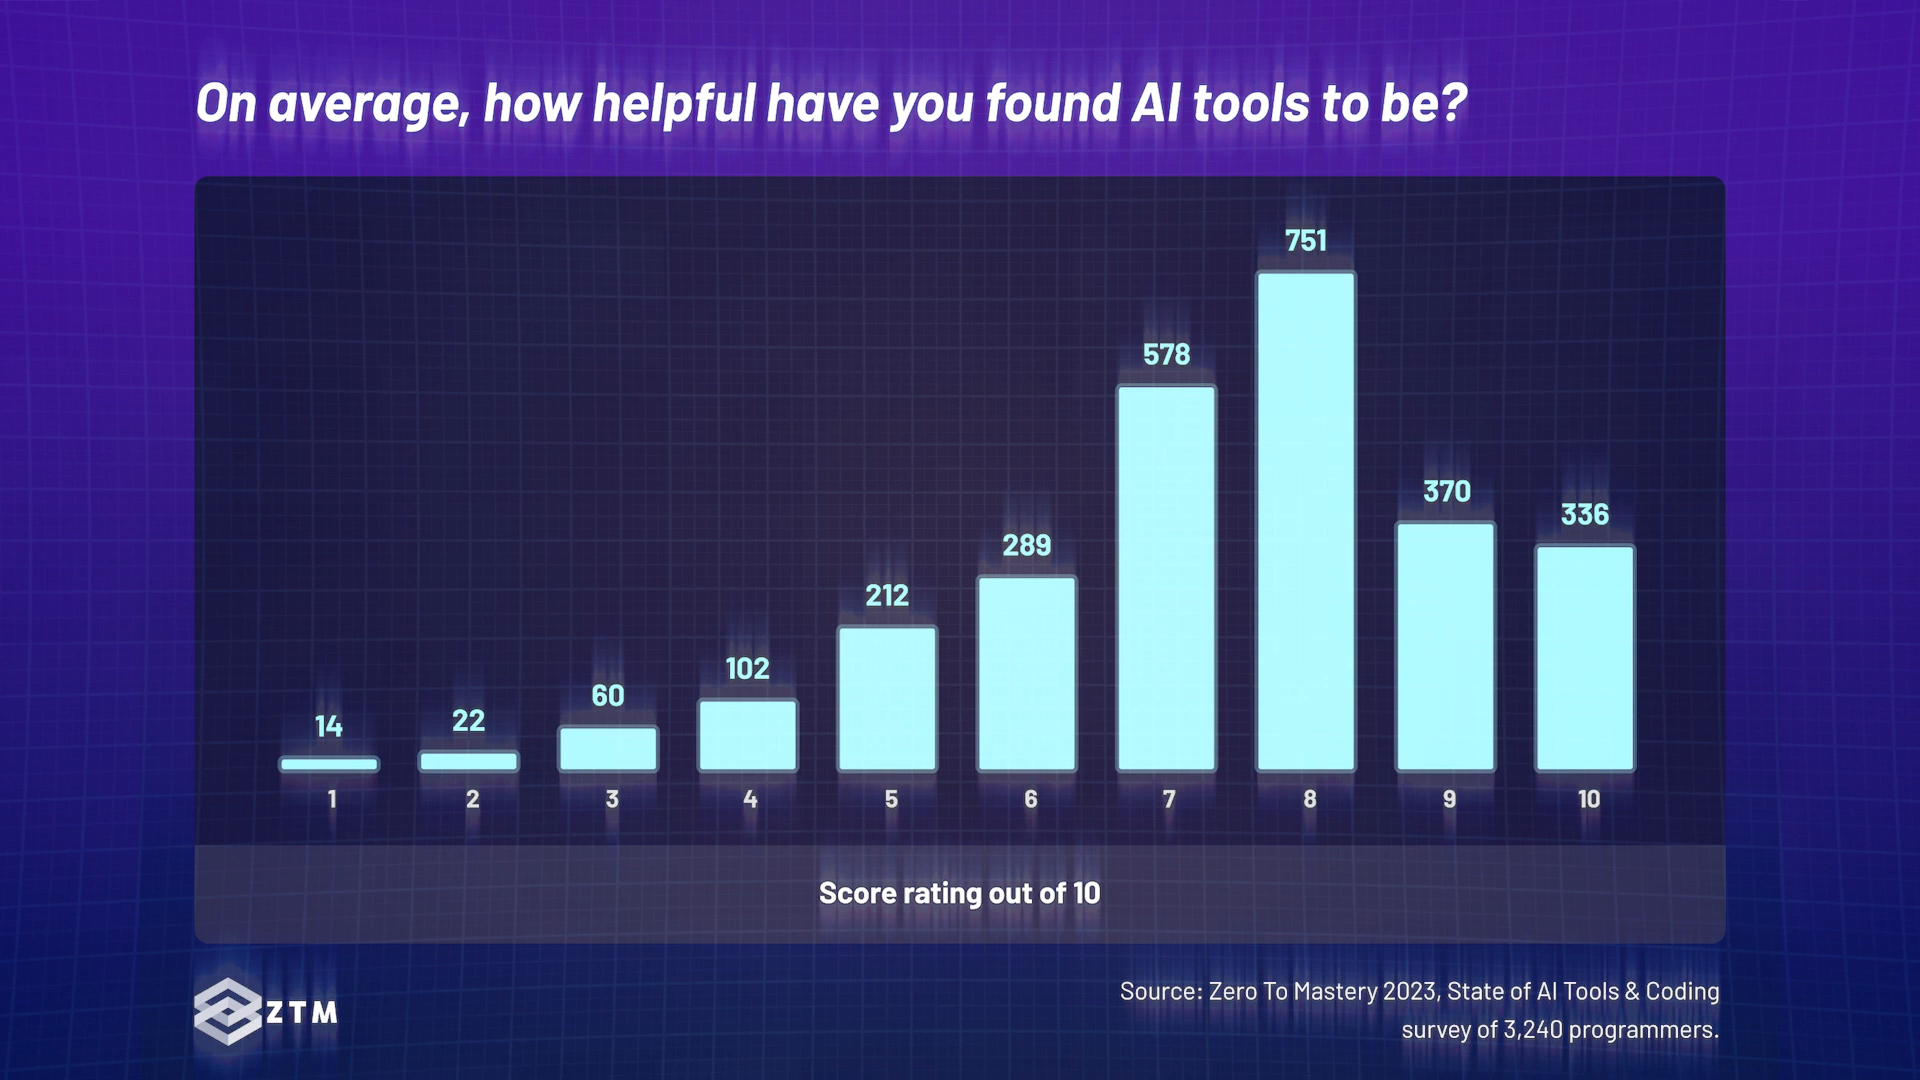 On average, how helpful have you found AI tools to be?
14
22
60
102
212
289
578
751
370
336
1 2 3 4 5 6 7 8 9 10
Score rating out of 10
ZTM
Source: Zero To Mastery 2023, State of AI Tools & Coding
survey of 3,240 programmers.